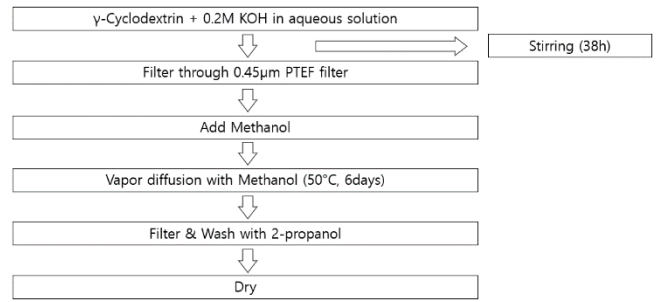 γ-Cyclodextrin + 0.2M KOH in aqueous solution
Stirring (38h)
Filter through 0.45μm PTEF filter
Add Methanol
Vapor diffusion with Methanol (50°C, 6days)
Filter & Wash with 2-propanol
Dry